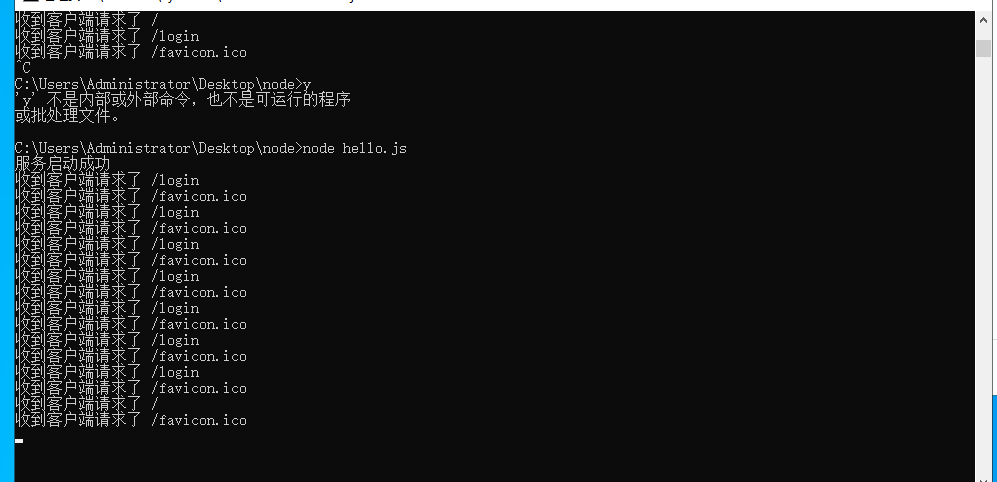 收到客户端请求了 /
收到客户端请求了 /login
收到客户端请求了 /favicon.ico
^C
C:\Users\Administrator\Desktop\node>y
'y' 不是内部或外部命令，也不是可运行的程序
或批处理文件。
C:\Users\Administrator\Desktop\node>node hello.js
服务启动成功
收到客户端请求了 /login
收到客户端请求了 /favicon.ico
收到客户端请求了 /login
收到客户端请求了 /favicon.ico
收到客户端请求了 /login
收到客户端请求了 /favicon.ico
收到客户端请求了 /login
收到客户端请求了 /favicon.ico
收到客户端请求了 /login
收到客户端请求了 /favicon.ico
收到客户端请求了 /login
收到客户端请求了 /favicon.ico
收到客户端请求了 /login
收到客户端请求了 /favicon.ico
收到客户端请求了 /
收到客户端请求了 /favicon.ico